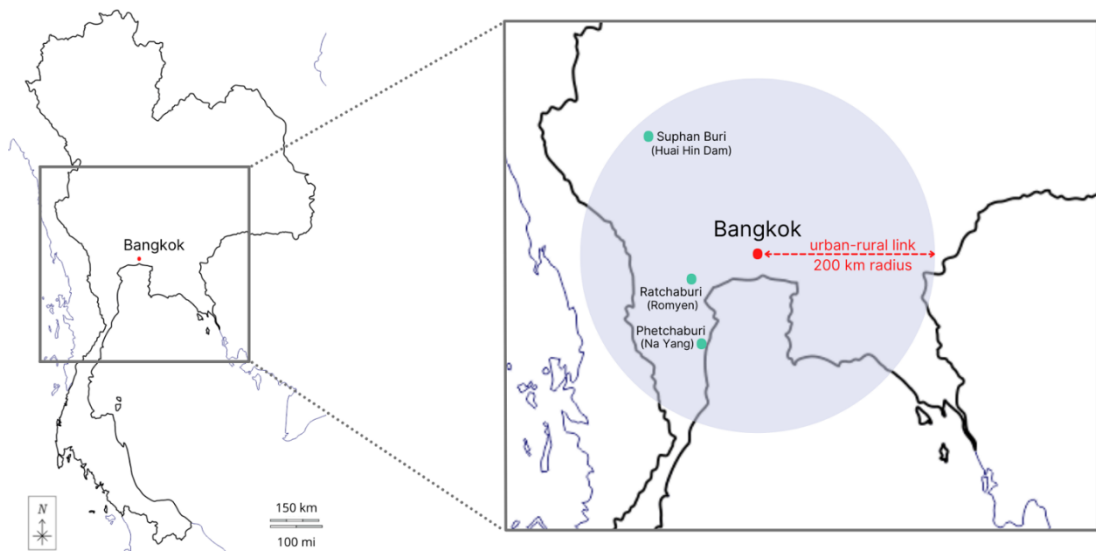 Bangkok
N
150 km
100 mi
Suphan Buri
(Huai Hin Dam)
Bangkok
urban-rural link
200 km radius
Ratchaburi
(Romyen)
Phetchaburi
(Na Yang)